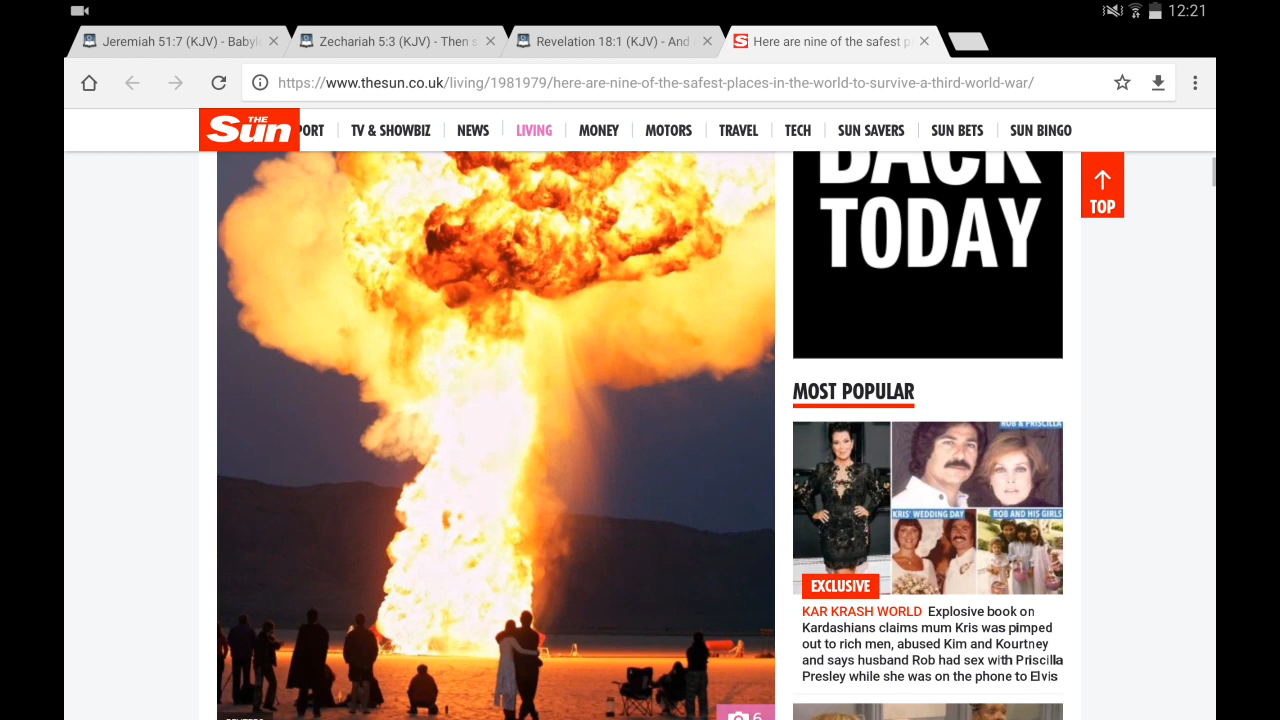 12:21
Jeremiah 51:7 (KJV) - Babyl
Zechariah 5:3 (KJV) - Then s
Revelation 18:1 (KJV) - And
Here are nine of the safest p
https://www.thesun.co.uk/living/1981979/here-are-nine-of-the-safest-places-in-the-world-to-survive-a-third-world-war/
THE
Sun
PORT
TV & SHOWBIZ
NEWS
LIVING
MONEY
MOTORS
TRAVEL
TECH
SUN SAVERS
SUN BETS
SUN BINGO
BACK
TODAY
TOP
MOST POPULAR
ROB & PRISCILLA
KRIS' WEDDING DAY
ROB AND HIS GIRLS
EXCLUSIVE
KAR KRASH WORLD Explosive book on
Kardashians claims mum Kris was pimped
out to rich men, abused Kim and Kourtney
and says husband Rob had sex with Priscilla
Presley while she was on the phone to Elvis
6